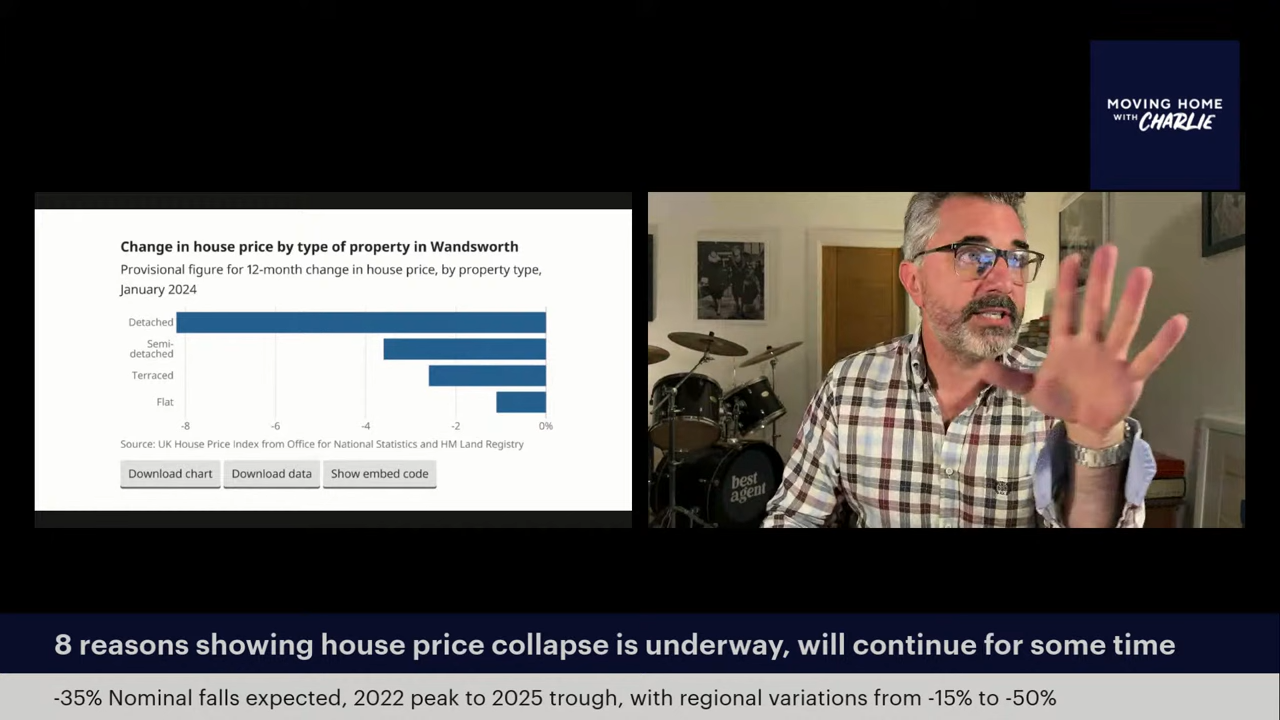 MOVING HOME
WITH CHARLIE
Change in house price by type of property in Wandsworth
Provisional figure for 12-month change in house price, by property type,
January 2024
Detached
Semi-
detached
Terraced
Flat
-8 -6 -4 -2 0%
Source: UK House Price Index from Office for National Statistics and HM Land Registry
Download chart Download data Show embed code
best
agent
8 reasons showing house price collapse is underway, will continue for some time
-35% Nominal falls expected, 2022 peak to 2025 trough, with regional variations from -15% to -50%